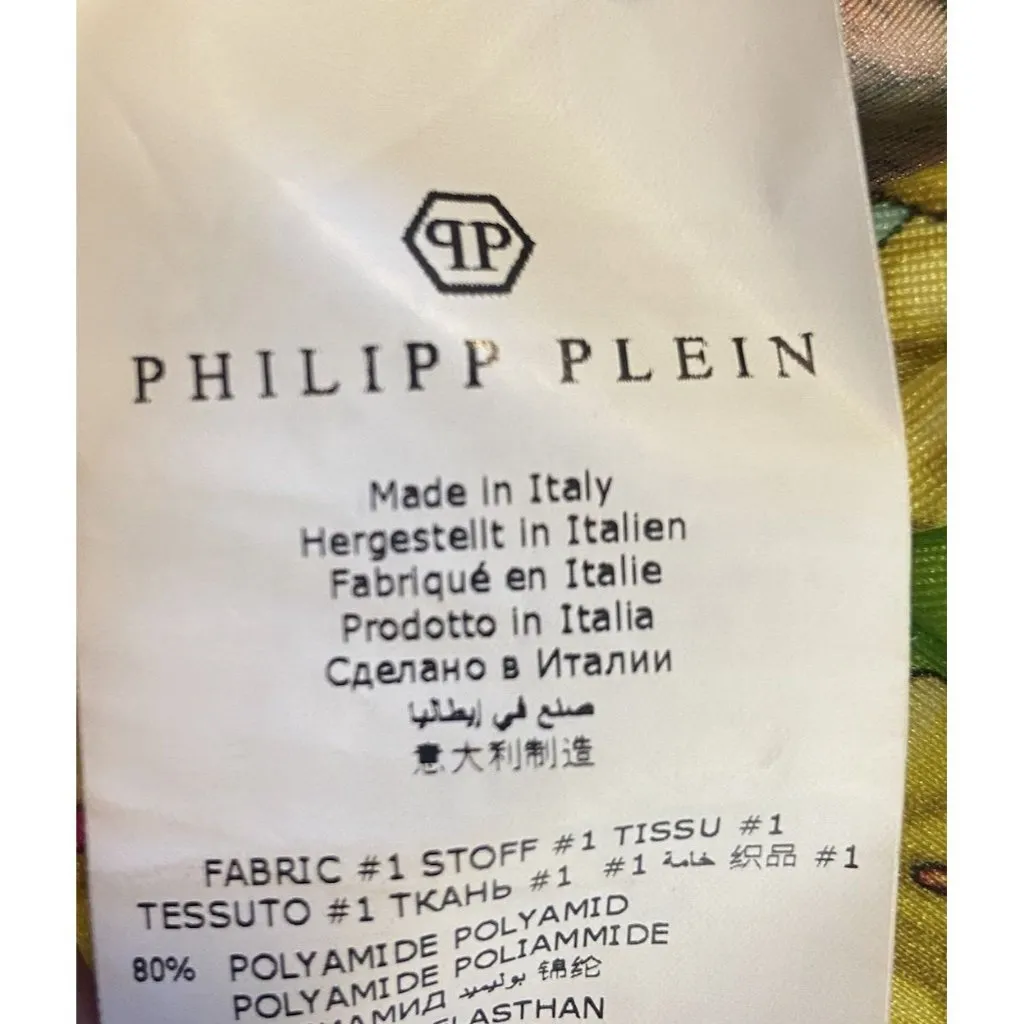 PP
PHILIPP PLEIN
Made in Italy
Hergestellt in Italien
Fabriqué en Italie
Prodotto in Italia
Сделано в Италии
صنع في إيطاليا
意大利制造
FABRIC #1 STOFF #1 TISSU #1
TESSUTO #1 ТКАНЬ #1 #1 خامة 织品 #1
80% POLYAMIDE POLYAMID
POLYAMIDE POLIAMMIDE
بوليميد 锦纶